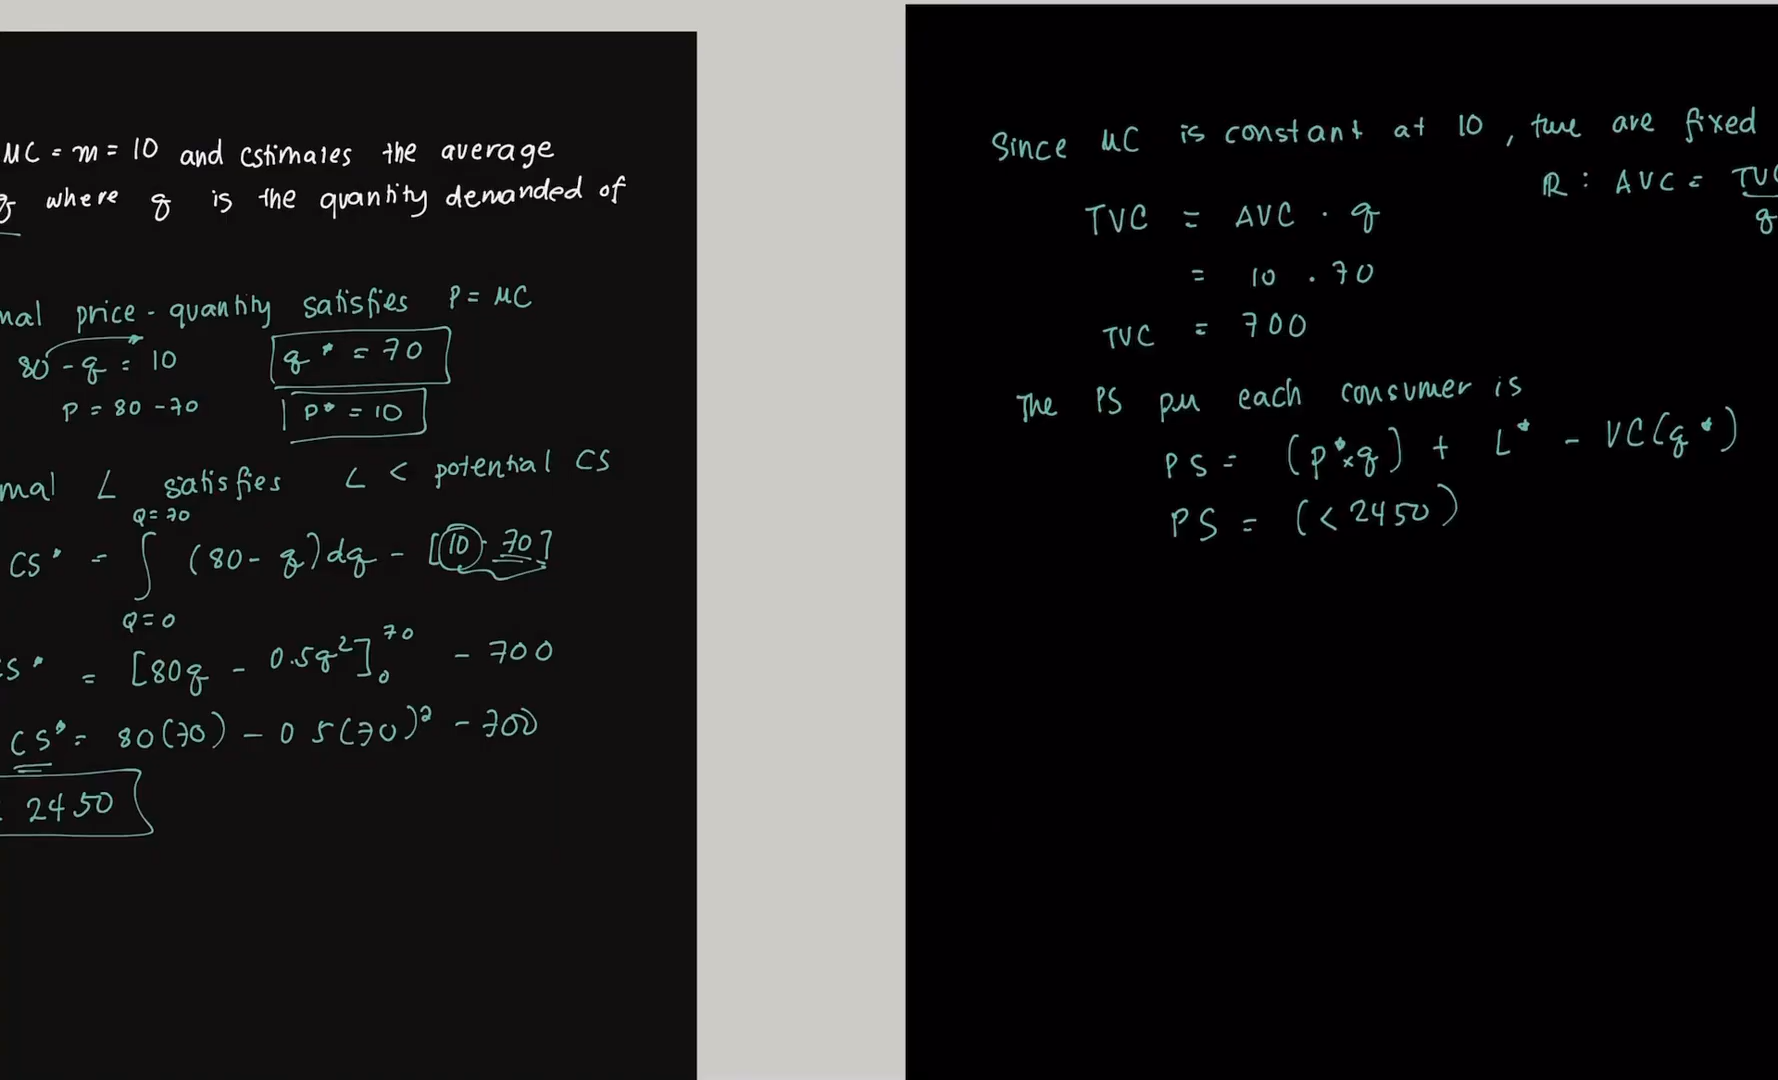 MC = m = 10 and estimates the average
q where q is the quantity demanded of
mal price - quantity satisfies P = MC
80 - q = 10
q* = 70
P = 80 - 70
P* = 10
mal L satisfies L < potential CS
Q = 70
CS* = ∫ (80 - q) dq - [10 · 70]
Q = 0
CS* = [80q - 0.5q²]₀⁷⁰ - 700
CS* = 80(70) - 0 5(70)² - 700
= 2450
Since MC is constant at 10, are fixed
R : AVC = TVC
q
TVC = AVC · q
= 10 . 70
TVC = 700
The PS per each consumer is
PS = (p* × q) + L* - VC(q*)
PS = (< 2450)